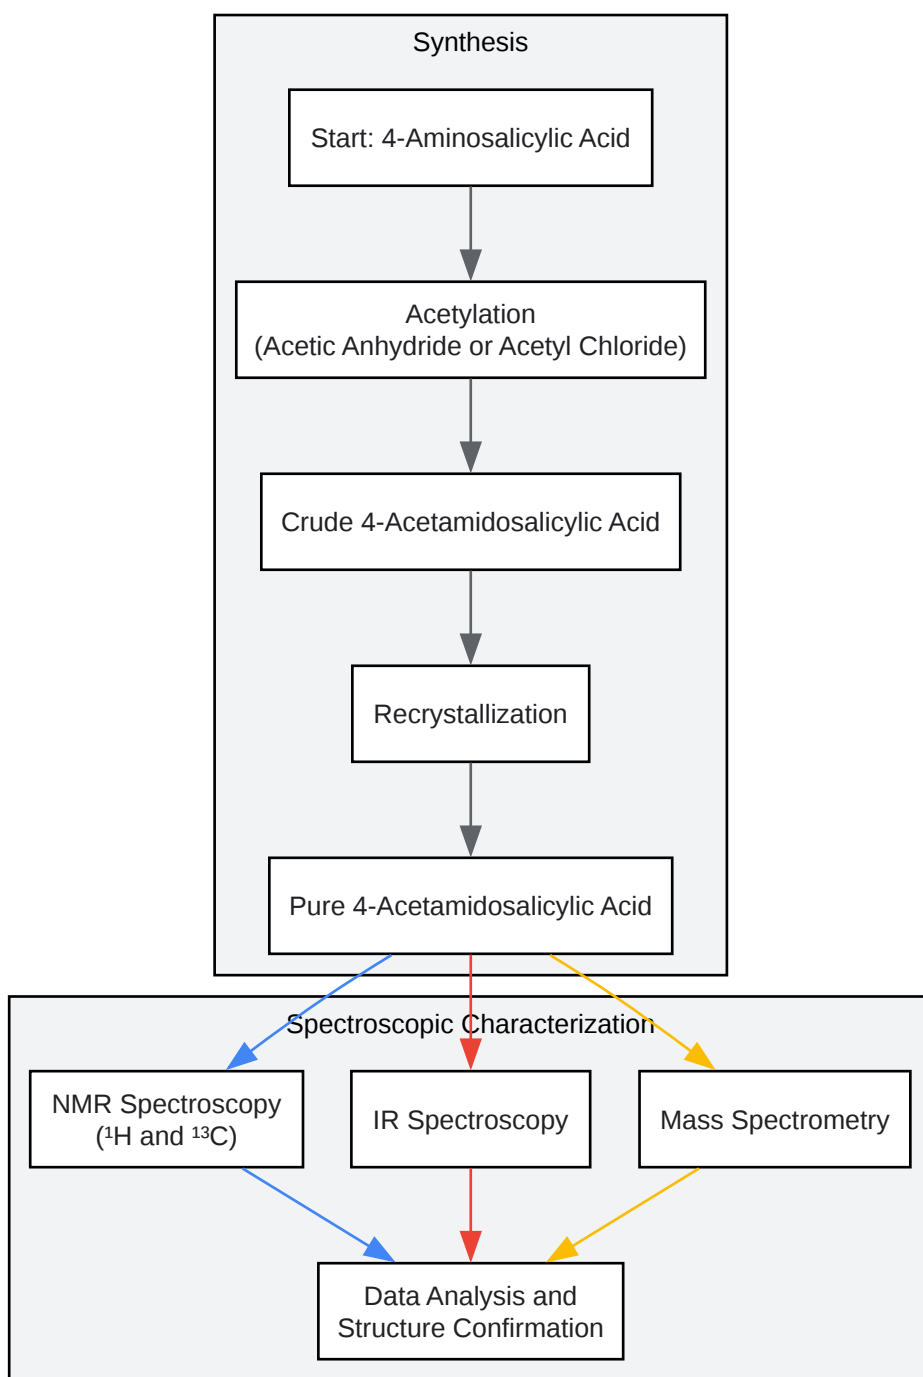 Synthesis
Start: 4-Aminosalicylic Acid
Acetylation
(Acetic Anhydride or Acetyl Chloride)
Crude 4-Acetamidosalicylic Acid
Recrystallization
Pure 4-Acetamidosalicylic Acid
Spectroscopic Characterization
NMR Spectroscopy
(¹H and ¹³C)
IR Spectroscopy
Mass Spectrometry
Data Analysis and
Structure Confirmation